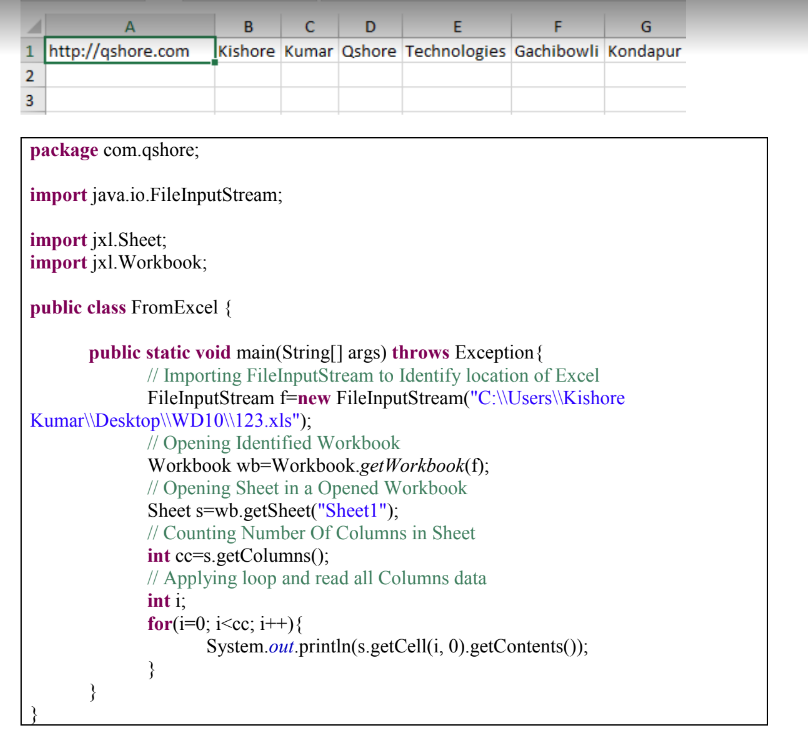 A B C D E F G
1 http://qshore.com Kishore Kumar Qshore Technologies Gachibowli Kondapur
2
3
package com.qshore;
import java.io.FileInputStream;
import jxl.Sheet;
import jxl.Workbook;
public class FromExcel {
public static void main(String[] args) throws Exception{
// Importing FileInputStream to Identify location of Excel
FileInputStream f=new FileInputStream("C:\\Users\\Kishore
Kumar\\Desktop\\WD10\\123.xls");
// Opening Identified Workbook
Workbook wb=Workbook.getWorkbook(f);
// Opening Sheet in a Opened Workbook
Sheet s=wb.getSheet("Sheet1");
// Counting Number Of Columns in Sheet
int cc=s.getColumns();
// Applying loop and read all Columns data
int i;
for(i=0; i<cc; i++){
System.out.println(s.getCell(i, 0).getContents());
}
}
}